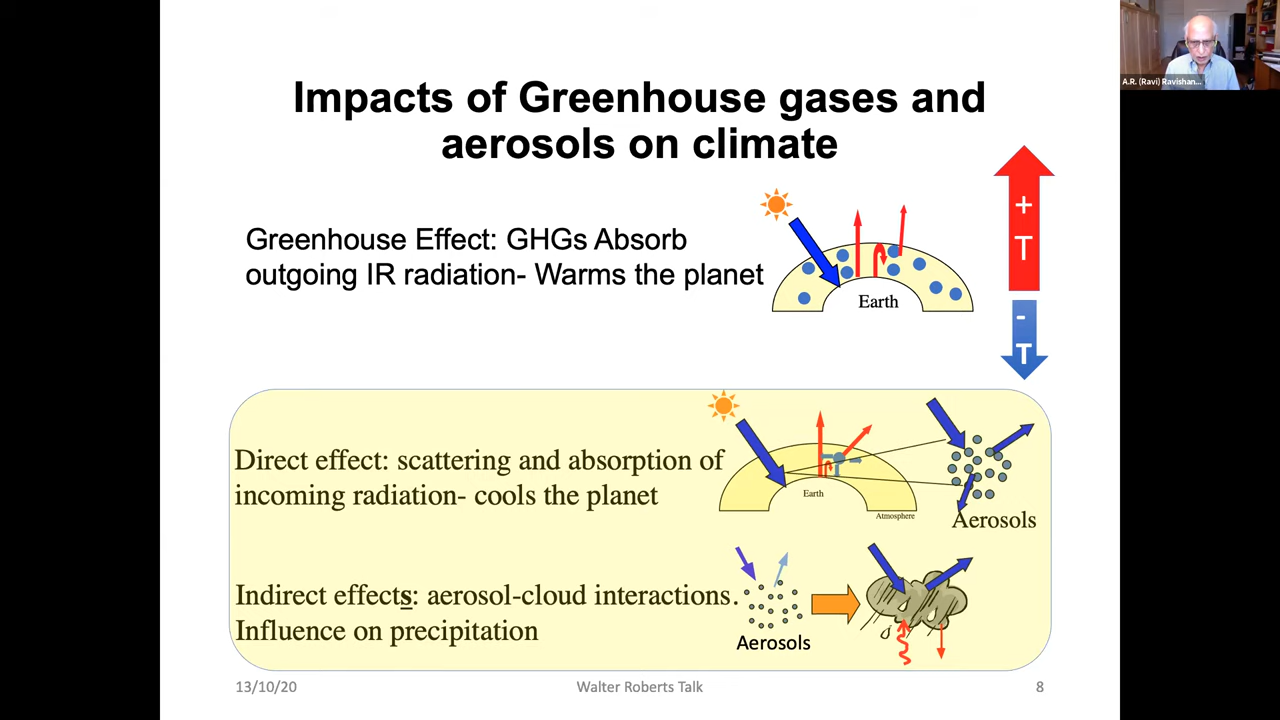 A.R. (Ravi) Ravishan...
Impacts of Greenhouse gases and
aerosols on climate
+
T
Greenhouse Effect: GHGs Absorb
outgoing IR radiation- Warms the planet
Earth
-
T
Direct effect: scattering and absorption of
incoming radiation- cools the planet
Earth
Atmosphere
Aerosols
Indirect effects: aerosol-cloud interactions.
Influence on precipitation
Aerosols
13/10/20
Walter Roberts Talk
8